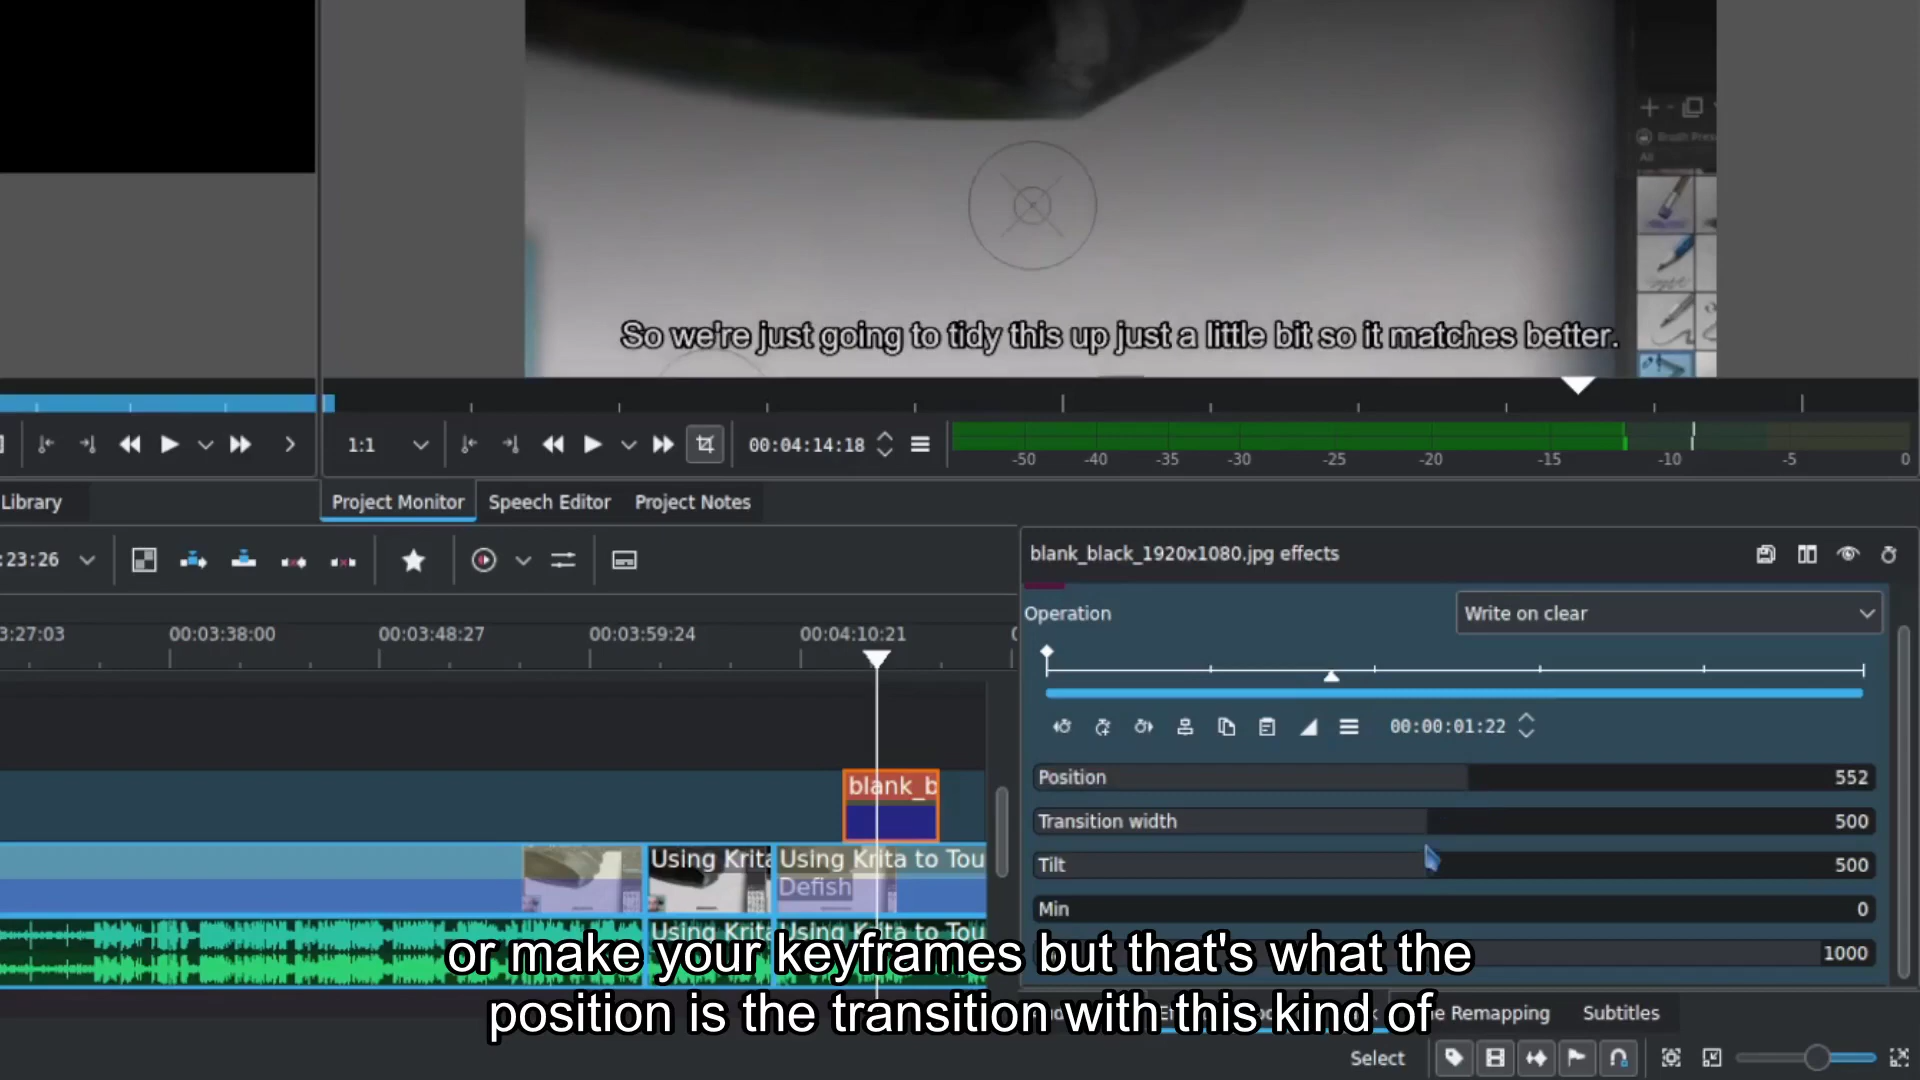 Brush Pres
All
So we're just going to tidy this up just a little bit so it matches better.
1:1
00:04:14:18
-50 -40 -35 -30 -25 -20 -15 -10 -5 0
Library
Project Monitor
Speech Editor
Project Notes
:23:26
blank_black_1920x1080.jpg effects
Operation
Write on clear
3:27:03
00:03:38:00
00:03:48:27
00:03:59:24
00:04:10:21
00:00:01:22
blank_b
Position 552
Transition width 500
Using Krita
Using Krita to Tou
Tilt 500
Defish
Min 0
Using Krita
Using Krita to Tou
1000
or make your keyframes but that's what the
position is the transition with this kind of
e Remapping
Subtitles
Select